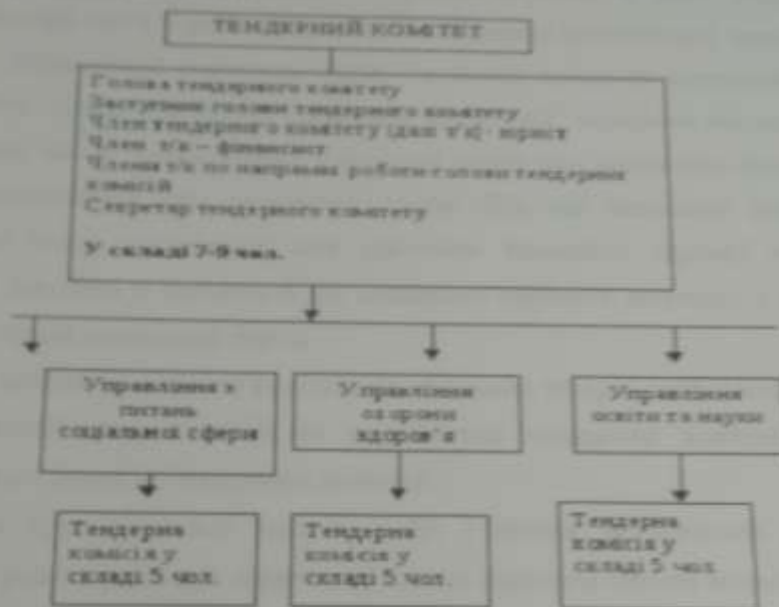 ТЕНДЕРНИЙ КОМІТЕТ
Голова тендерного комітету
Заступник голови тендерного комітету
Член тендерного комітету (далі т/к) - юрист
Член т/к – фінансист
Члени т/к по напрямам роботи-голови тендерних
комісій
Секретар тендерного комітету
У складі 7-9 чол.
Управління з
питань
соціальної сфери
Управління
охорони
здоров'я
Управління
освіти та науки
Тендерна
комісія у
складі 5 чол.
Тендерна
комісія у
складі 5 чол.
Тендерна
комісія у
складі 5 чол